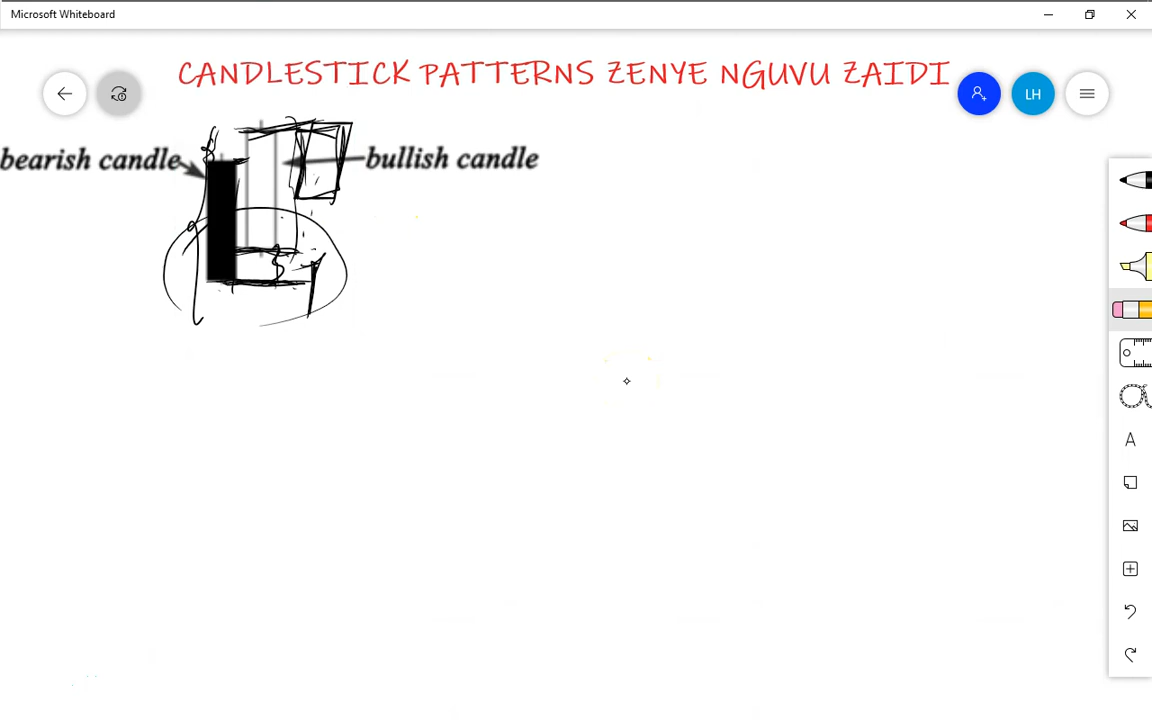 Microsoft Whiteboard
CANDLESTICK PATTERNS ZENYE NGUVU ZAIDI
LH
bearish candle
bullish candle
A